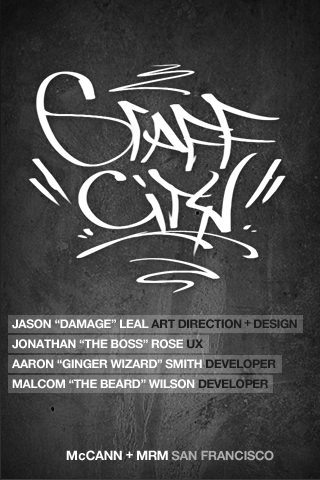 GRAFF
CITY
JASON “DAMAGE” LEAL ART DIRECTION + DESIGN
JONATHAN “THE BOSS” ROSE UX
AARON “GINGER WIZARD” SMITH DEVELOPER
MALCOM “THE BEARD” WILSON DEVELOPER
McCANN + MRM SAN FRANCISCO